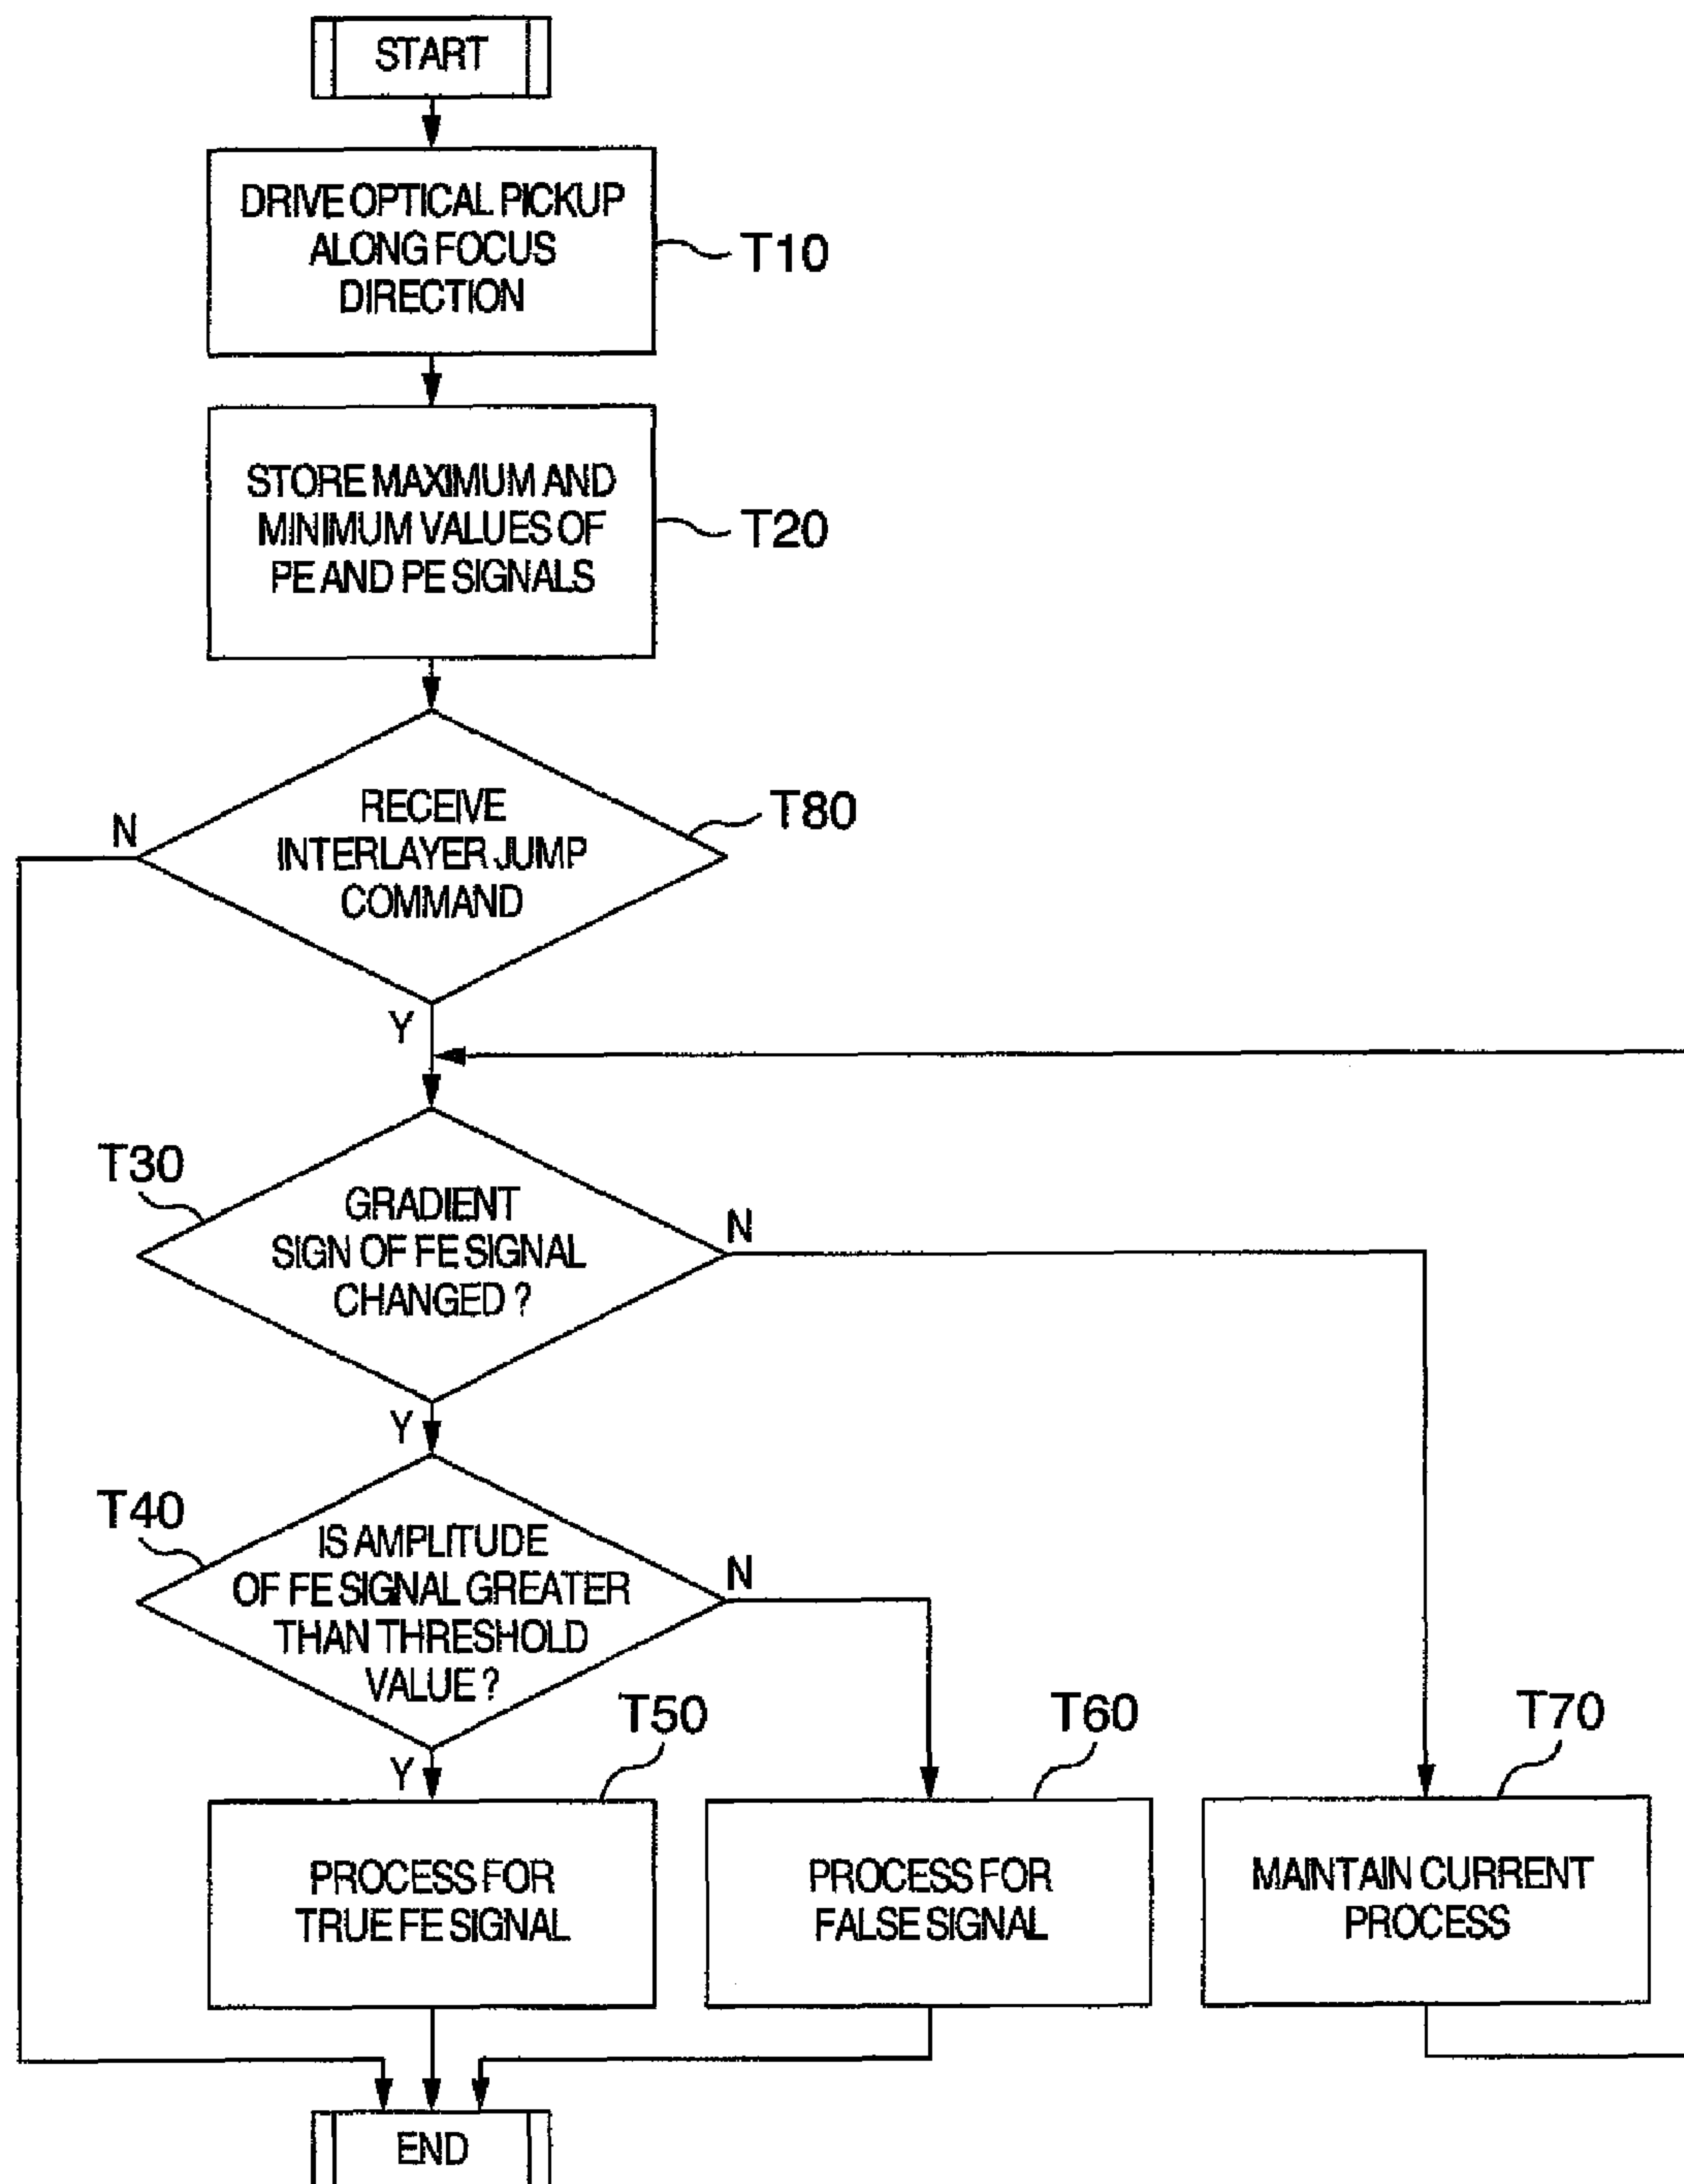 START
DRIVE OPTICAL PICKUP
ALONG FOCUS
DIRECTION
T10
STORE MAXIMUM AND
MINIMUM VALUES OF
PE AND PE SIGNALS
T20
RECEIVE
INTERLAYER JUMP
COMMAND
T80
N
Y
T30
GRADIENT
SIGN OF FE SIGNAL
CHANGED ?
N
Y
T40
IS AMPLITUDE
OF FE SIGNAL GREATER
THAN THRESHOLD
VALUE ?
N
Y
T50
T60
T70
PROCESS FOR
TRUE FE SIGNAL
PROCESS FOR
FALSE SIGNAL
MAINTAIN CURRENT
PROCESS
END